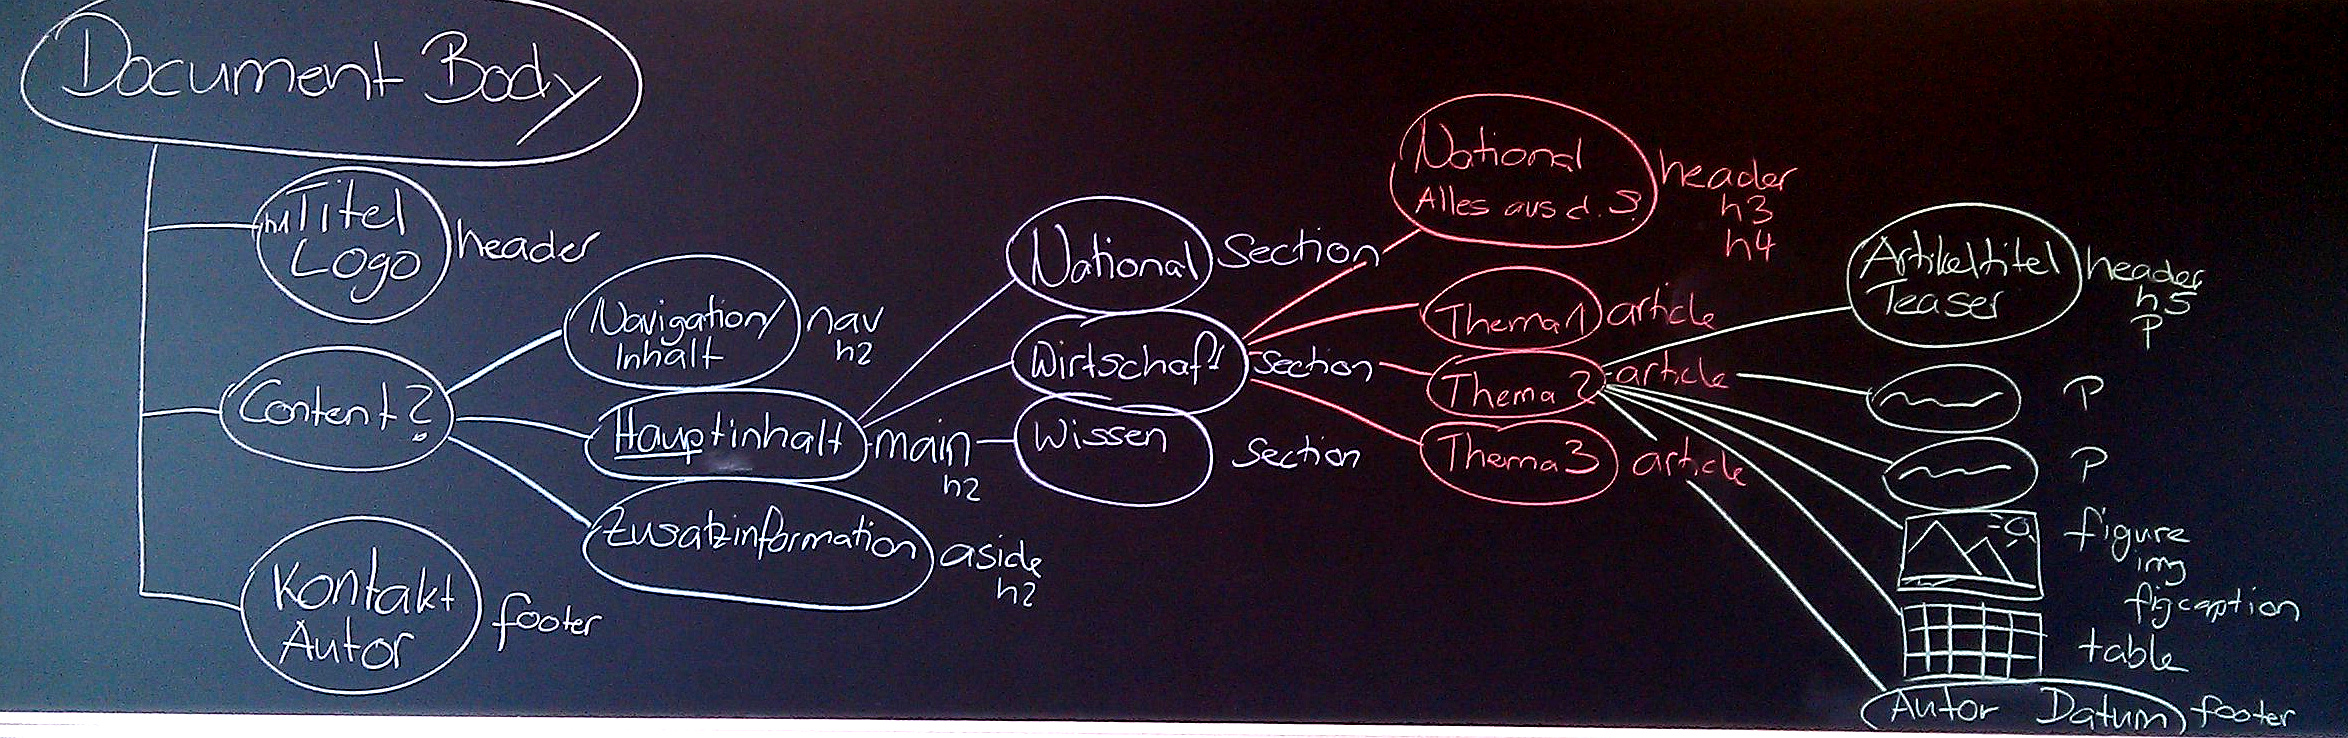 Document Body
h1 Titel
Logo
header
Content?
Kontakt
Autor
footer
Navigation/
Inhalt
nav
h2
Hauptinhalt
main
h2
Zusatzinformation
aside
h2
National
Section
Wirtschaft
Section
Wissen
Section
National
Alles aus d. S.
header
h3
h4
Thema 1
article
Thema 2
article
Thema 3
article
Artikeltitel
Teaser
header
h5
p
P
P
figure
img
figcaption
table
Autor Datum
footer